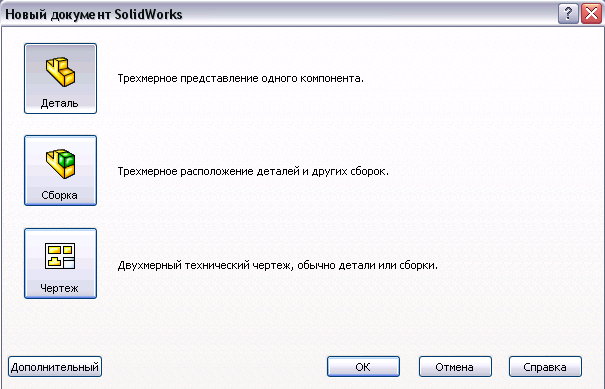 Новый документ SolidWorks
Деталь
Трехмерное представление одного компонента.
Сборка
Трехмерное расположение деталей и других сборок.
Чертеж
Двухмерный технический чертеж, обычно детали или сборки.
Дополнительный
OK
Отмена
Справка